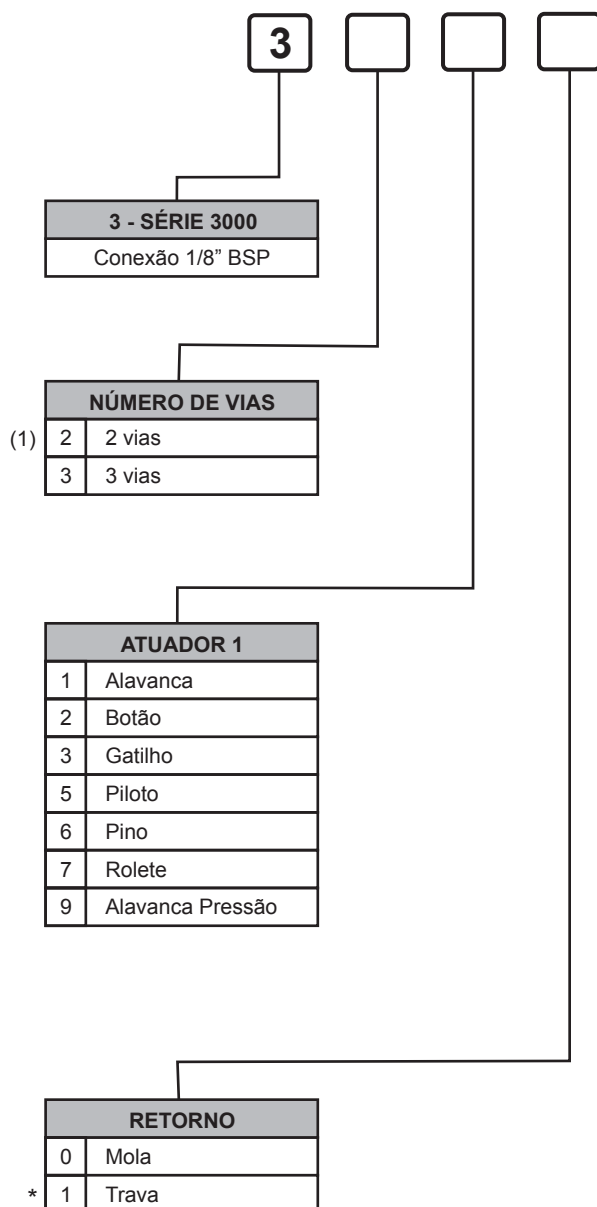 3
3 - SÉRIE 3000
Conexão 1/8” BSP
NÚMERO DE VIAS
(1) 2 2 vias
3 3 vias
ATUADOR 1
1 Alavanca
2 Botão
3 Gatilho
5 Piloto
6 Pino
7 Rolete
9 Alavanca Pressão
RETORNO
0 Mola
* 1 Trava